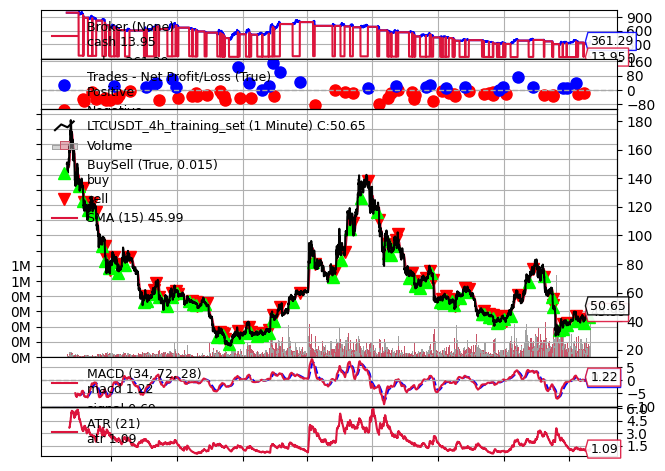 Broker (None)
cash 13.95
900
600
361.29
13.95
Trades - Net Profit/Loss (True)
Positive
160
80
0
−80
LTCUSDT_4h_training_set (1 Minute) C:50.65
Volume
BuySell (True, 0.015)
buy
sell
SMA (15) 45.99
180
160
140
120
100
80
60
50.65
40
20
1M
1M
0M
0M
0M
0M
0M
MACD (34, 72, 28)
macd 1.22
5
1.22
0
−5
−10
ATR (21)
atr 1.09
6.0
4.5
3.0
1.5
1.09